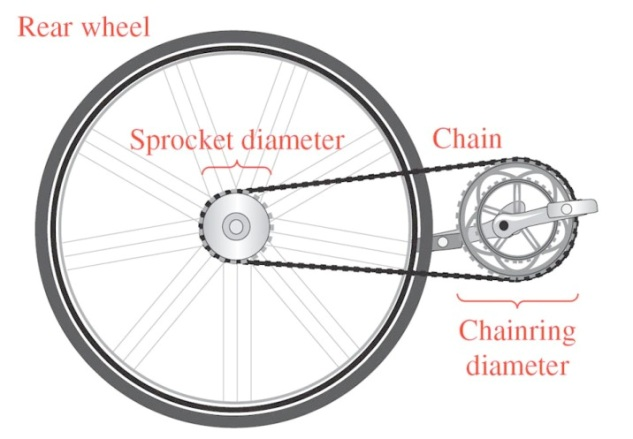 Rear wheel
Sprocket diameter
Chain
Chainring
diameter